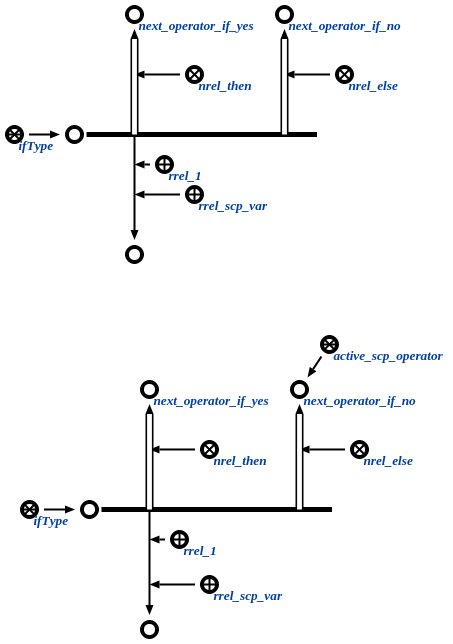 next_operator_if_yes next_operator_if_no
nrel_then nrel_else
ifType
rrel_1
rrel_scp_var
active_scp_operator
next_operator_if_yes next_operator_if_no
nrel_then nrel_else
ifType
rrel_1
rrel_scp_var